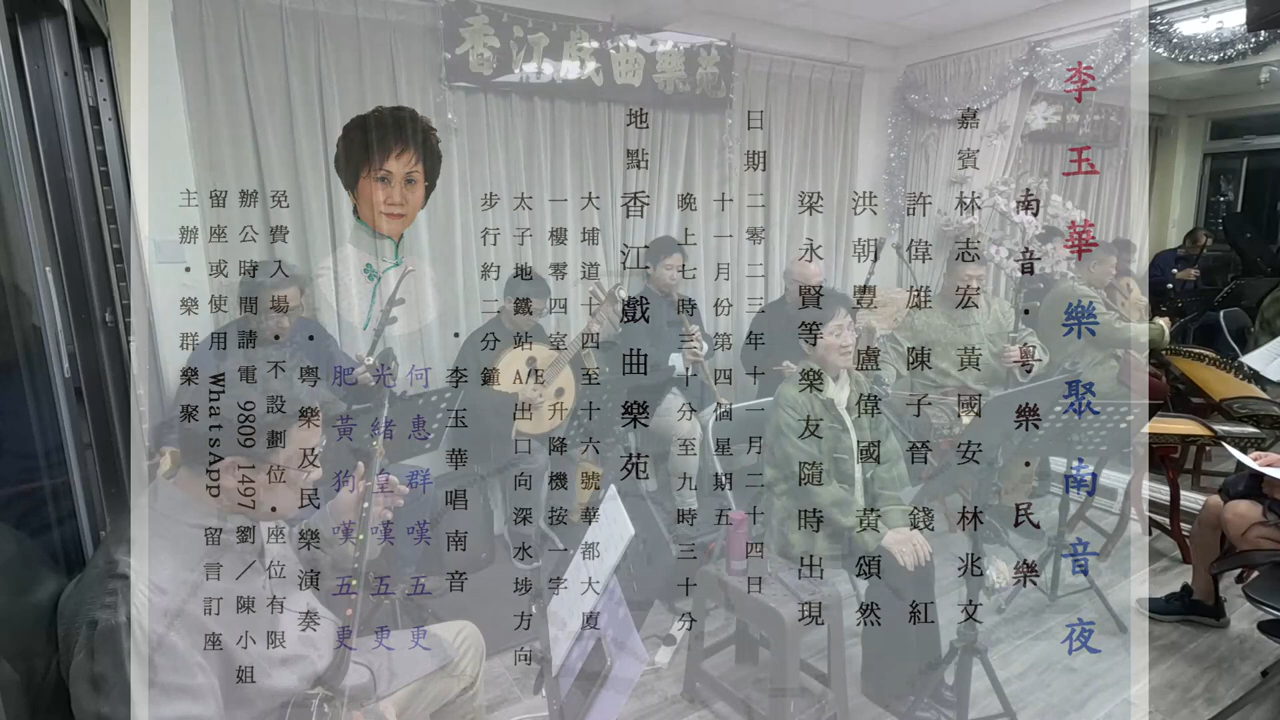 香江戲曲樂苑
李玉華樂聚南音夜
南音·粵樂·民樂
嘉賓 林志宏 黃國安 林兆文
許偉雄 陳子晉 錢 紅
洪朝豐 盧偉國 黃頌然
梁永賢等樂友隨時出現
日期 二零二三年十一月二十四日
十一月份第四個星期五
晚上七時三十分至九時三十分
地點 香江戲曲樂苑
大埔道十四至十六號華都大廈
一樓零四室升降機按一字
太子地鐵站A/E出口向深水埗方向
步行約二分鐘
·李玉華唱南音
何惠群嘆五更
光緒皇嘆五更
肥黃狗嘆五更
·粵樂及民樂演奏
免費入場·不設劃位·座位有限
辦公時間請電 9809 1497 劉／陳小姐
留座或使用 WhatsApp 留言訂座
主辦·樂群樂聚